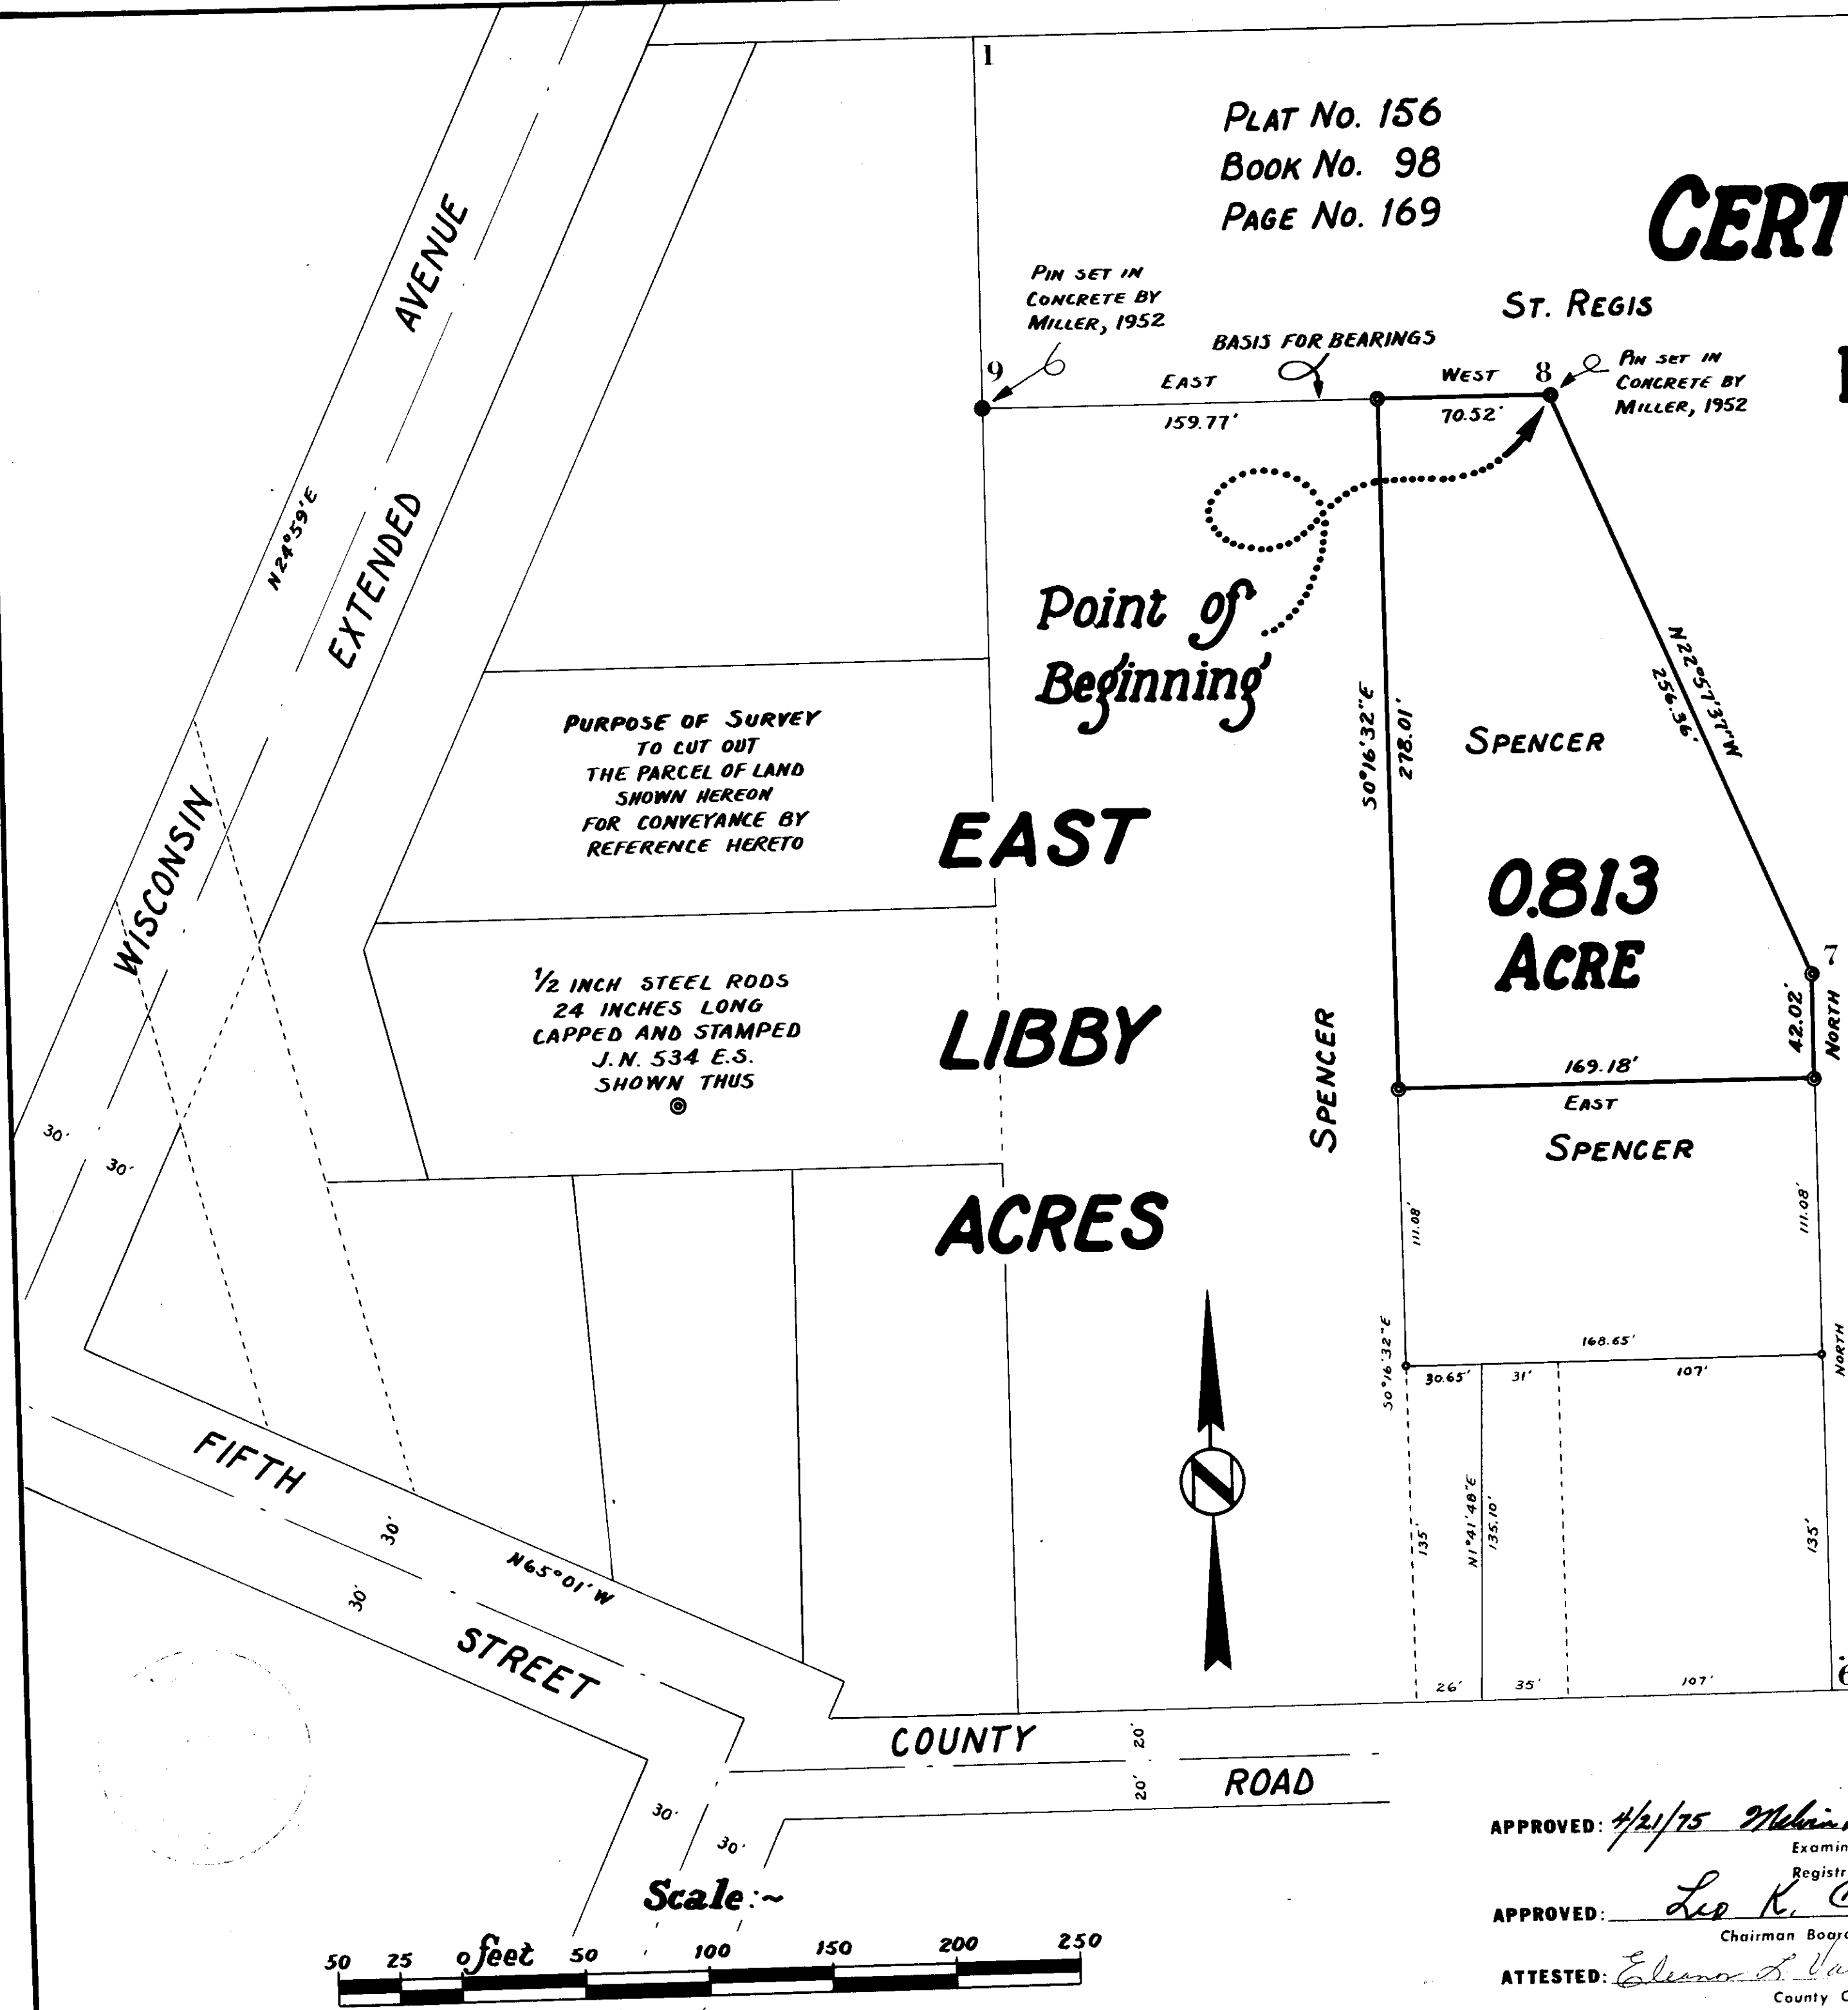 1
PLAT NO. 156
BOOK NO. 98
PAGE NO. 169
CERT
ST. REGIS
PIN SET IN
CONCRETE BY
MILLER, 1952
BASIS FOR BEARINGS
9
EAST
159.77'
WEST
70.52'
8
PIN SET IN
CONCRETE BY
MILLER, 1952
AVENUE
EXTENDED
N24°59'E
WISCONSIN
Point of
Beginning
S0°16'32"E
278.01'
SPENCER
N22°57'37"W
256.36'
PURPOSE OF SURVEY
TO CUT OUT
THE PARCEL OF LAND
SHOWN HEREON
FOR CONVEYANCE BY
REFERENCE HERETO
EAST
LIBBY
ACRES
0.813
ACRE
7
42.02'
NORTH
1/2 INCH STEEL RODS
24 INCHES LONG
CAPPED AND STAMPED
J.N. 534 E.S.
SHOWN THUS
SPENCER
169.18'
EAST
SPENCER
30'
30'
111.08'
111.08'
S0°16'32"E
168.65'
NORTH
30.65'
31'
107'
N
135'
N1°41'48"E
135.10'
135'
FIFTH
STREET
30'
30'
N65°01'W
26'
35'
107'
6
COUNTY
ROAD
20'
20'
30'
30'
Scale:~
50 25 0 feet 50 100 150 200 250
APPROVED: 4/21/75 Melvin
Examin
Registr
APPROVED: Leo K.
Chairman Boar
ATTESTED: Eleanor L. Va
County C